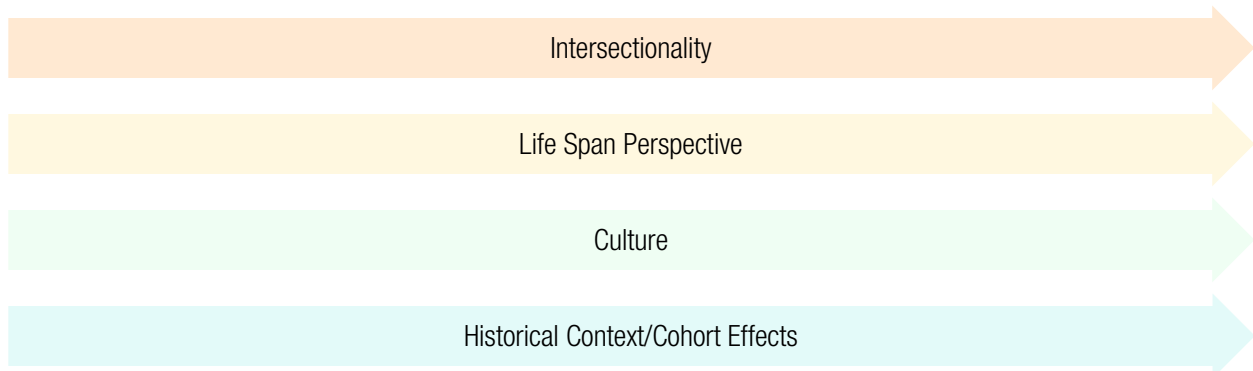 Intersectionality
Life Span Perspective
Culture
Historical Context/Cohort Effects